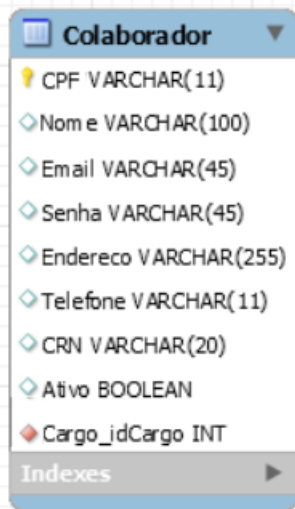 Colaborador
CPF VARCHAR(11)
Nome VARCHAR(100)
Email VARCHAR(45)
Senha VARCHAR(45)
Endereco VARCHAR(255)
Telefone VARCHAR(11)
CRN VARCHAR(20)
Ativo BOOLEAN
Cargo_idCargo INT
Indexes